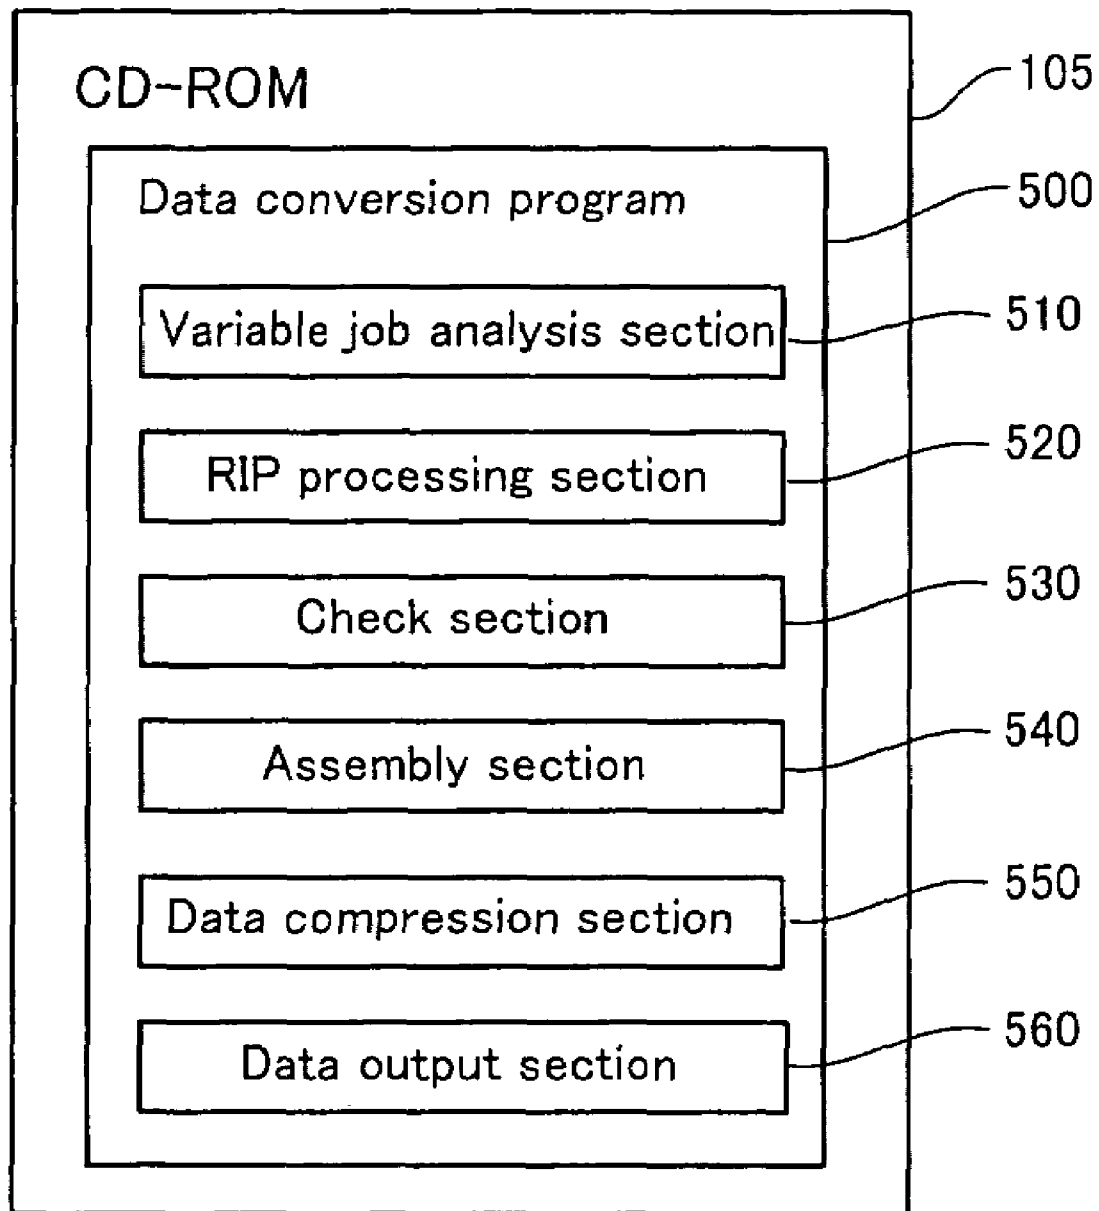 CD-ROM
105
Data conversion program
500
Variable job analysis section
510
RIP processing section
520
Check section
530
Assembly section
540
Data compression section
550
Data output section
560